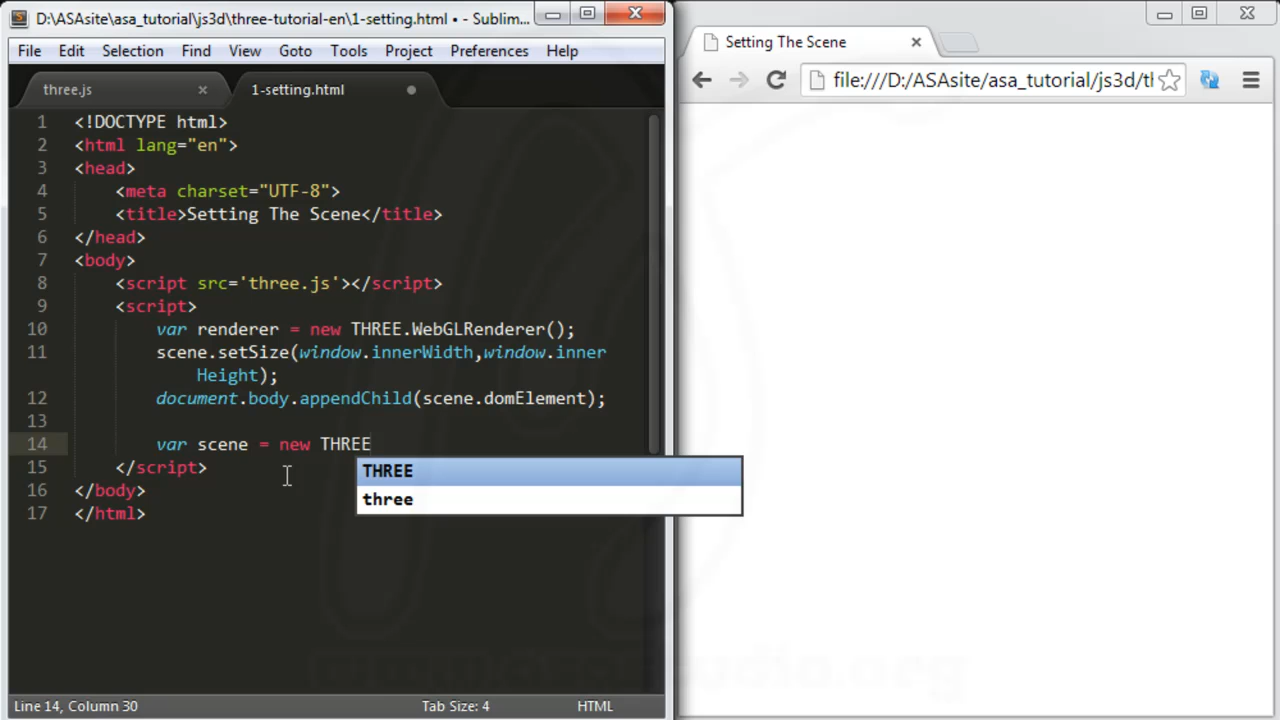 D:\ASAsite\asa_tutorial\js3d\three-tutorial-en\1-setting.html • - Sublim...
File Edit Selection Find View Goto Tools Project Preferences Help
three.js
1-setting.html
1 <!DOCTYPE html>
2 <html lang="en">
3 <head>
4 <meta charset="UTF-8">
5 <title>Setting The Scene</title>
6 </head>
7 <body>
8 <script src='three.js'></script>
9 <script>
10 var renderer = new THREE.WebGLRenderer();
11 scene.setSize(window.innerWidth,window.inner
Height);
12 document.body.appendChild(scene.domElement);
13
14 var scene = new THREE
15 </script>
16 </body>
17 </html>
THREE
three
Line 14, Column 30
Tab Size: 4
HTML
Setting The Scene
file:///D:/ASAsite/asa_tutorial/js3d/tl